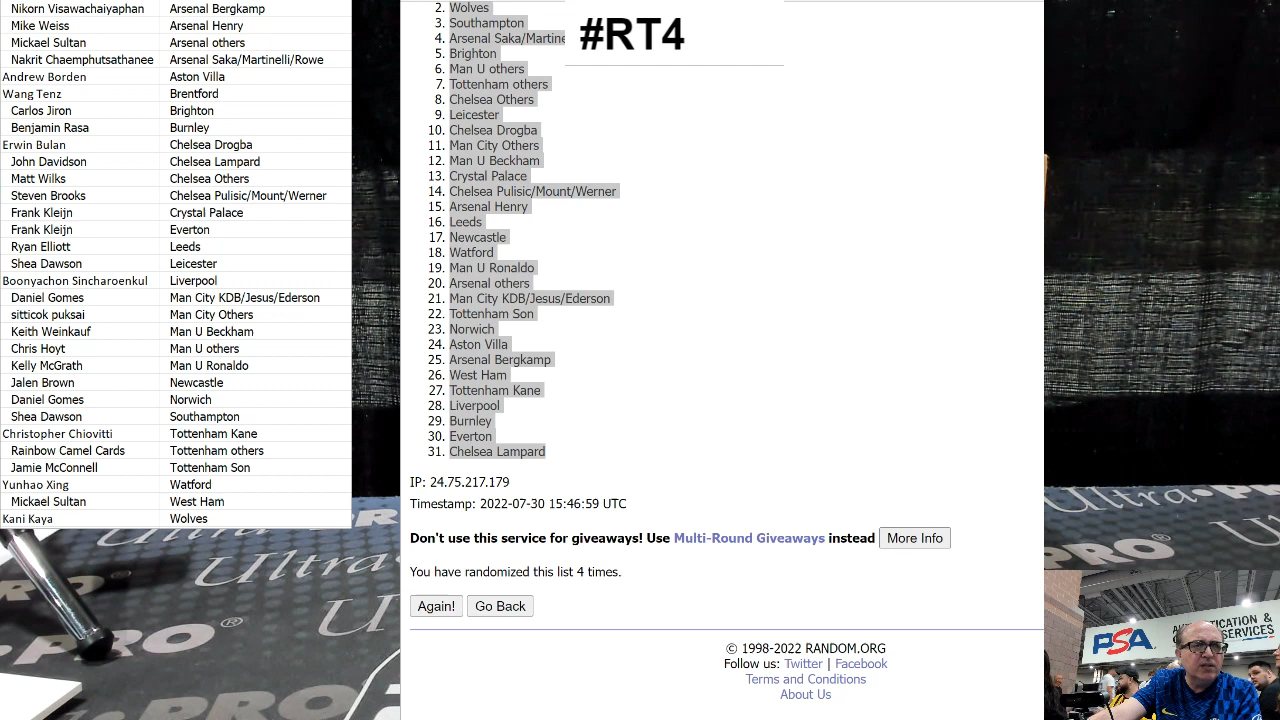 Nikorn Visawachaiyaphan Arsenal Bergkamp
Mike Weiss Arsenal Henry
Mickael Sultan Arsenal others
Nakrit Chaemphutsathanee Arsenal Saka/Martinelli/Rowe
Andrew Borden Aston Villa
Wang Tenz Brentford
Carlos Jiron Brighton
Benjamin Rasa Burnley
Erwin Bulan Chelsea Drogba
John Davidson Chelsea Lampard
Matt Wilks Chelsea Others
Steven Brooks Chelsea Pulisic/Mount/Werner
Frank Kleijn Crystal Palace
Frank Kleijn Everton
Ryan Elliott Leeds
Shea Dawson Leicester
Boonyachon Sincharoenkul Liverpool
Daniel Gomes Man City KDB/Jesus/Ederson
sitticok puksai Man City Others
Keith Weinkauf Man U Beckham
Chris Hoyt Man U others
Kelly McGrath Man U Ronaldo
Jalen Brown Newcastle
Daniel Gomes Norwich
Shea Dawson Southampton
Christopher Chiovitti Tottenham Kane
Rainbow Camel Cards Tottenham others
Jamie McConnell Tottenham Son
Yunhao Xing Watford
Mickael Sultan West Ham
Kani Kaya Wolves
#RT4
2. Wolves
3. Southampton
4. Arsenal Saka/Martine
5. Brighton
6. Man U others
7. Tottenham others
8. Chelsea Others
9. Leicester
10. Chelsea Drogba
11. Man City Others
12. Man U Beckham
13. Crystal Palace
14. Chelsea Pulisic/Mount/Werner
15. Arsenal Henry
16. Leeds
17. Newcastle
18. Watford
19. Man U Ronaldo
20. Arsenal others
21. Man City KDB/Jesus/Ederson
22. Tottenham Son
23. Norwich
24. Aston Villa
25. Arsenal Bergkamp
26. West Ham
27. Tottenham Kane
28. Liverpool
29. Burnley
30. Everton
31. Chelsea Lampard
IP: 24.75.217.179
Timestamp: 2022-07-30 15:46:59 UTC
Don't use this service for giveaways! Use Multi-Round Giveaways instead More Info
You have randomized this list 4 times.
Again! Go Back
© 1998-2022 RANDOM.ORG
Follow us: Twitter | Facebook
Terms and Conditions
About Us
Ultra PRO
PRO®
PSA
SERVICES